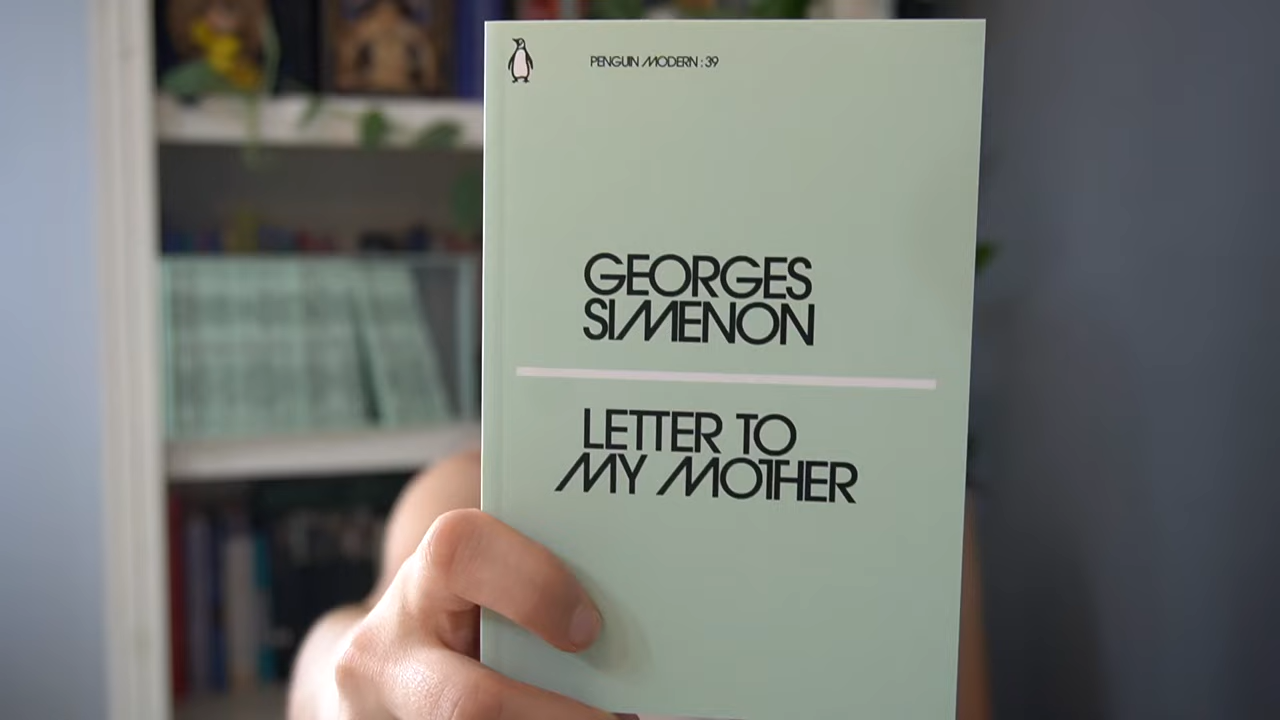 PENGUIN MODERN : 39
GEORGES
SIMENON
LETTER TO
MY MOTHER